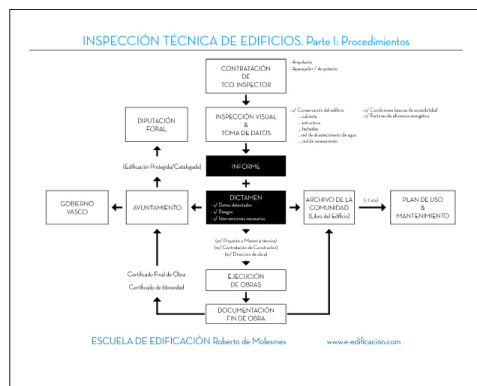 INSPECCIÓN TÉCNICA DE EDIFICIOS. Parte I: Procedimientos
CONTRATACIÓN
DE
TCO. INSPECTOR
- Arquitecto
- Aparejador / Arquitecto
INSPECCIÓN VISUAL
&
TOMA DE DATOS
- s/ Conservación del edificio
... cubierta
... estructura
... fachadas
... red de abastecimiento de agua
... red de saneamiento
- s/ Condiciones básicas de accesibilidad
- s/ Factores de eficiencia energética
DIPUTACIÓN
FORAL
(Edificación Protegida/Catalogada)
INFORME
GOBIERNO
VASCO
AYUNTAMIENTO
DICTAMEN
- s/ Datos detectados
- s/ Riesgos
- s/ Intervenciones necesarias
ARCHIVO DE LA
COMUNIDAD
(Libro del Edificio)
PLAN DE USO
&
MANTENIMIENTO
(m/ Proyecto o Memoria técnica)
(m/ Contratación de Constructor)
(m/ Dirección de obra)
Certificado Final de Obra
Certificado de Idoneidad
EJECUCIÓN
DE OBRAS
DOCUMENTACIÓN
FIN DE OBRA
ESCUELA DE EDIFICACIÓN Roberto de Molesmes
www.e-edificación.com